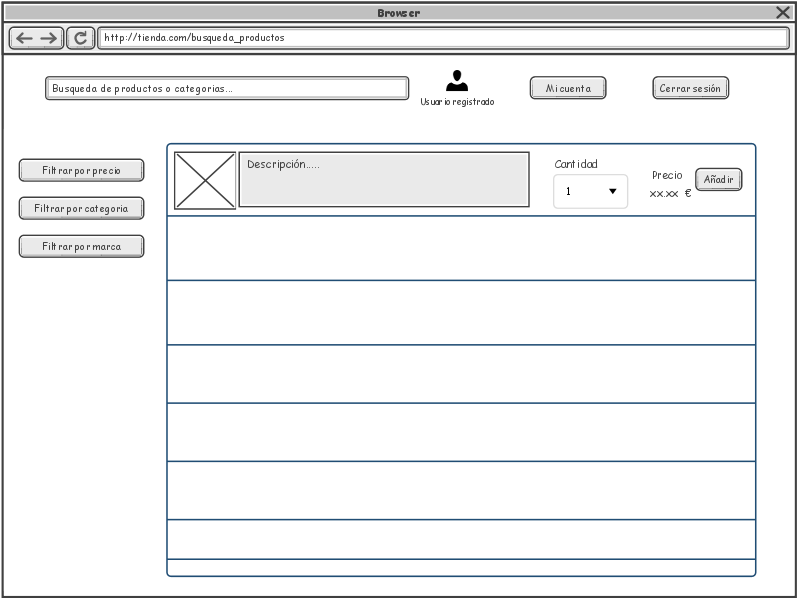 Browser
http://tienda.com/busqueda_productos
Busqueda de productos o categorias...
Usuario registrado
Mi cuenta
Cerrar sesión
Filtrar por precio
Filtrar por categoria
Filtrar por marca
Descripción.....
Cantidad
1
Precio
xx.xx €
Añadir